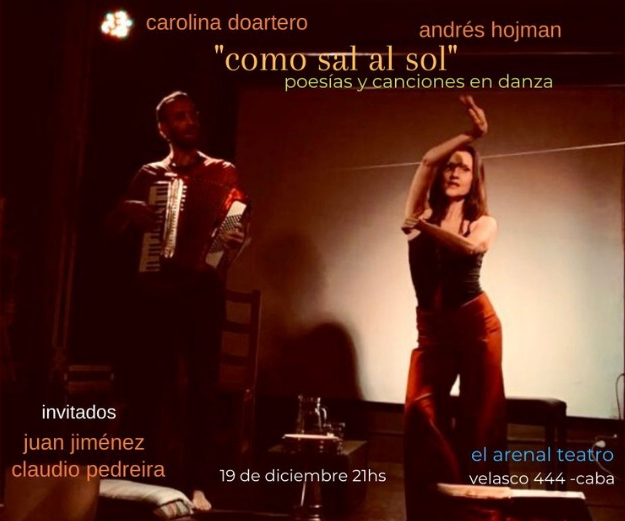 carolina doartero
andrés hojman
"como sal al sol"
poesías y canciones en danza
invitados
juan jiménez
claudio pedreira
19 de diciembre 21hs
el arenal teatro
velasco 444 -caba